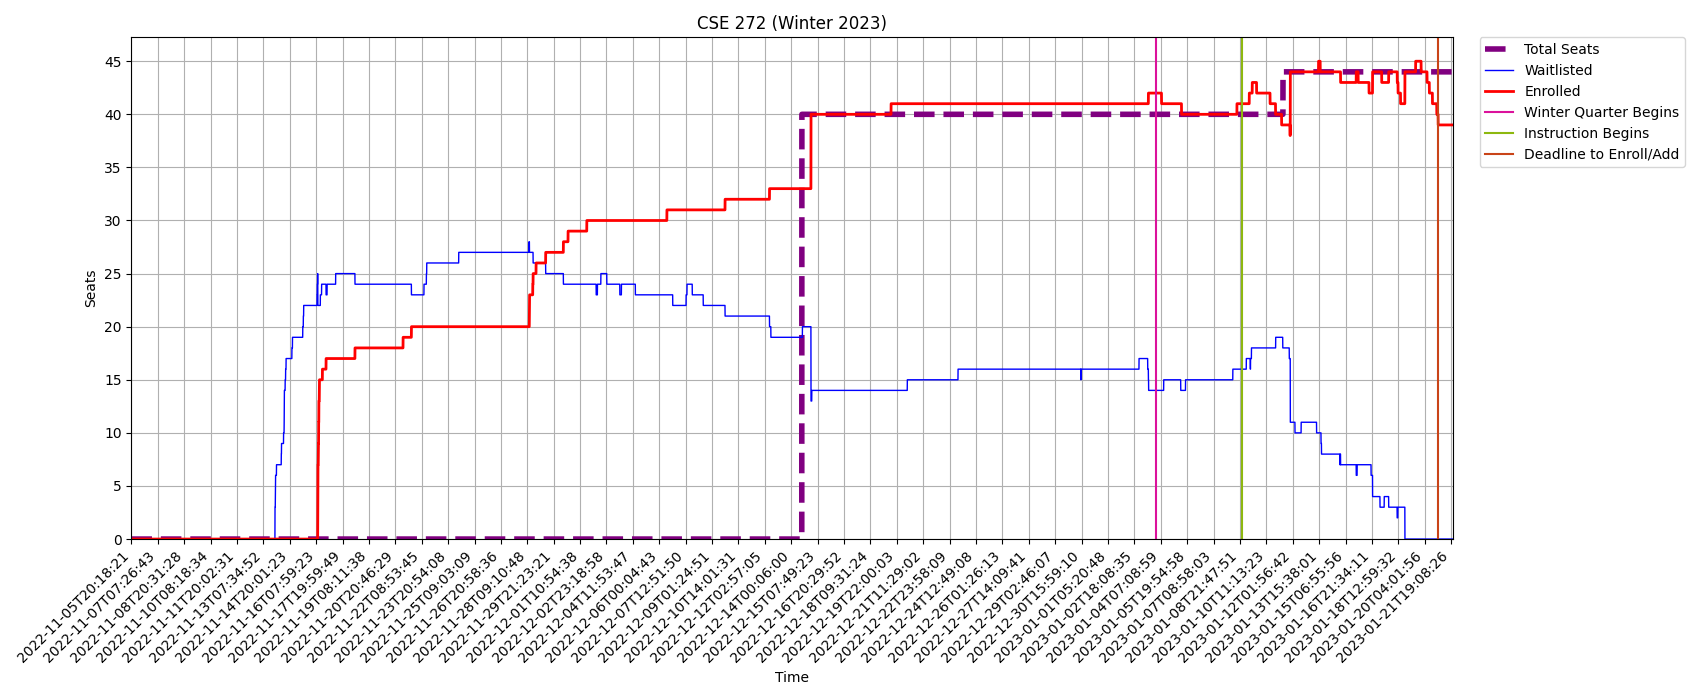 CSE 272 (Winter 2023)
Total Seats
Waitlisted
Enrolled
Winter Quarter Begins
Instruction Begins
Deadline to Enroll/Add
Seats
45
40
35
30
25
20
15
10
5
0
2022-11-05T20:18:21
2022-11-07T07:26:43
2022-11-08T20:31:28
2022-11-10T08:18:34
2022-11-11T20:02:31
2022-11-13T07:34:52
2022-11-14T20:01:23
2022-11-16T07:59:23
2022-11-17T19:59:49
2022-11-19T08:11:38
2022-11-20T20:46:29
2022-11-22T08:53:45
2022-11-23T20:54:08
2022-11-25T09:03:09
2022-11-26T20:58:36
2022-11-28T09:10:48
2022-11-29T21:23:21
2022-12-01T10:54:38
2022-12-02T23:18:58
2022-12-04T11:53:47
2022-12-06T00:04:43
2022-12-07T12:51:50
2022-12-09T01:24:51
2022-12-10T14:01:37
2022-12-12T02:57:05
2022-12-14T00:06:00
2022-12-15T07:49:23
2022-12-16T20:29:52
2022-12-18T09:31:24
2022-12-19T22:00:03
2022-12-21T11:29:02
2022-12-22T23:58:09
2022-12-24T12:49:08
2022-12-26T01:26:13
2022-12-27T14:09:41
2022-12-29T02:46:07
2022-12-30T15:59:10
2023-01-01T05:20:48
2023-01-02T18:08:35
2023-01-04T07:08:59
2023-01-05T19:54:58
2023-01-07T08:58:03
2023-01-08T21:47:51
2023-01-10T11:13:23
2023-01-12T01:56:42
2023-01-13T15:38:01
2023-01-15T06:55:56
2023-01-16T21:34:11
2023-01-18T12:59:32
2023-01-20T04:01:56
2023-01-21T19:08:26
Time